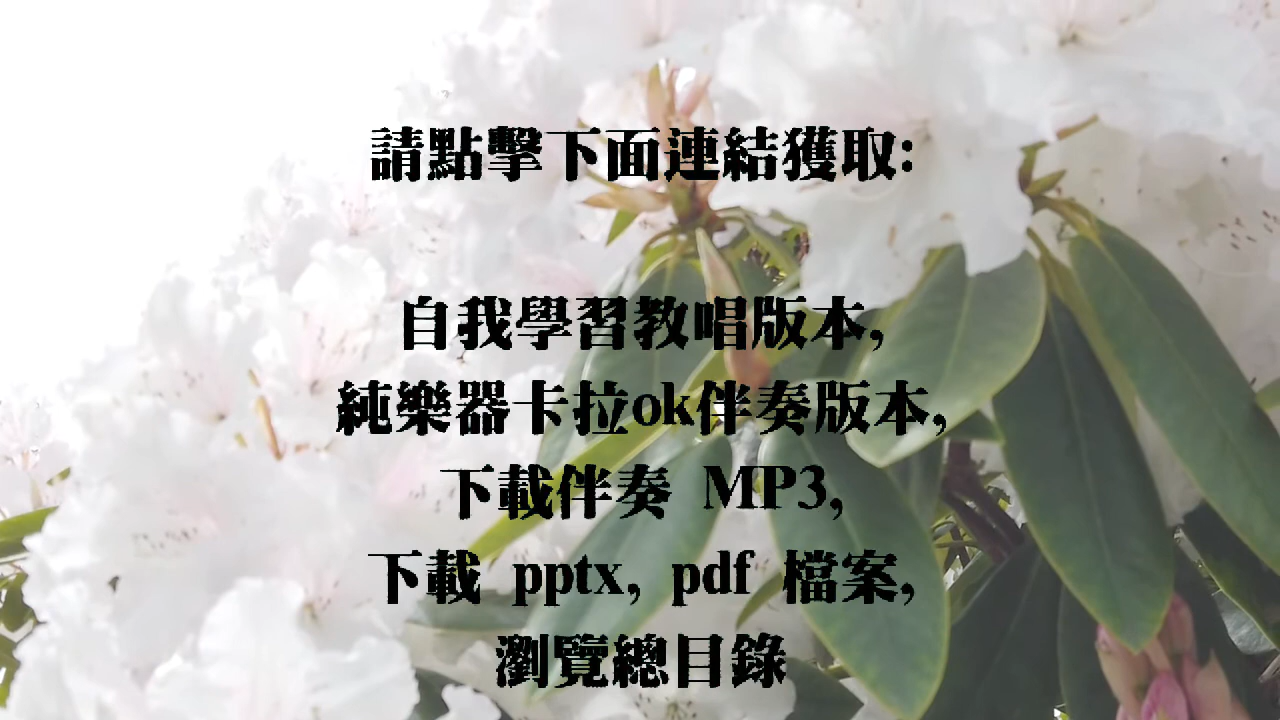 請點擊下面連結獲取:
自我學習教唱版本,
純樂器卡拉ok伴奏版本,
下載伴奏 MP3,
下載 pptx, pdf 檔案,
瀏覽總目錄